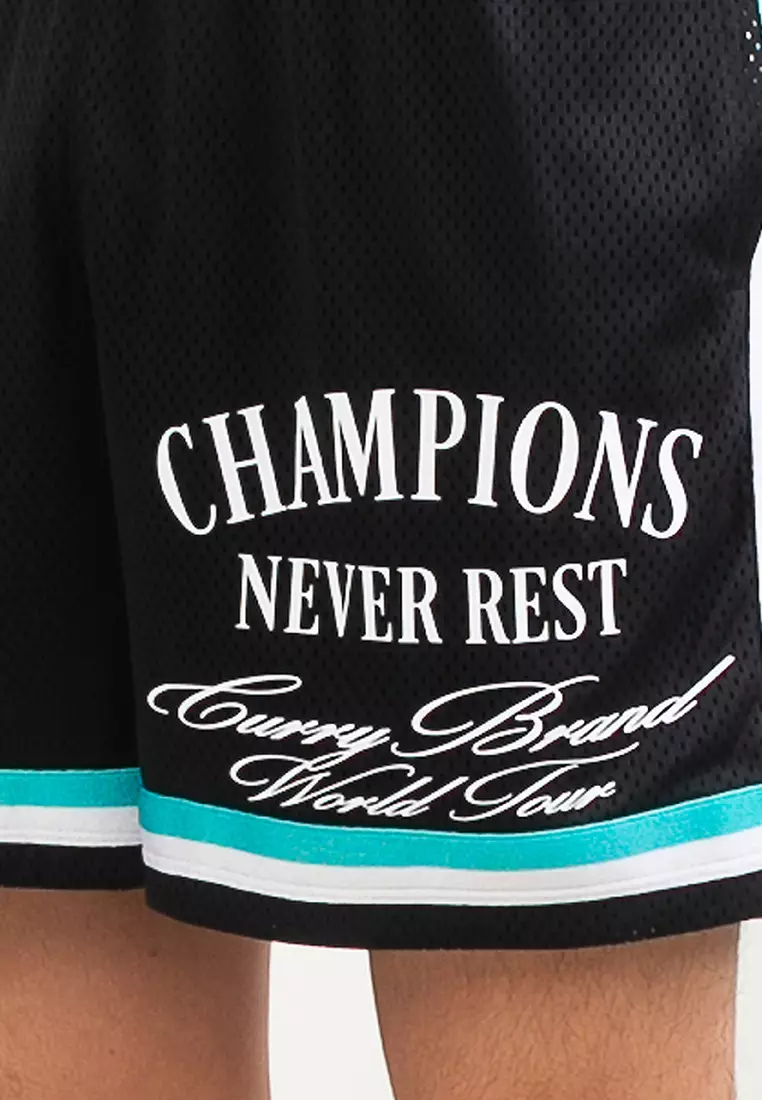 CHAMPIONS
NEVER REST
Curry Brand
World Tour